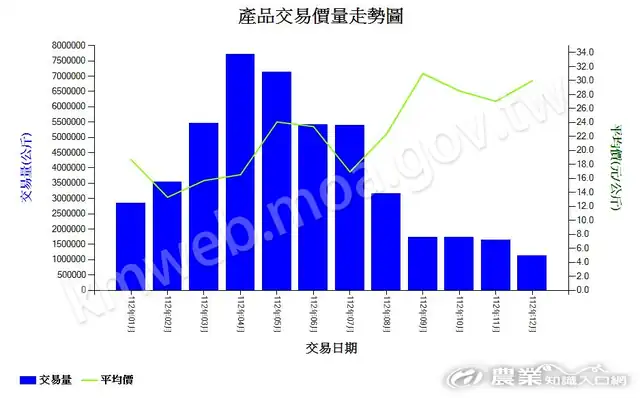 產品交易價量走勢圖
交易量(公斤)
8000000
7500000
7000000
6500000
6000000
5500000
5000000
4500000
4000000
3500000
3000000
2500000
2000000
1500000
1000000
500000
0
34.0
32.0
30.0
28.0
26.0
24.0
22.0
20.0
18.0
16.0
14.0
12.0
10.0
8.0
6.0
4.0
2.0
0.0
平均價(元/公斤)
112年01月
112年02月
112年03月
112年04月
112年05月
112年06月
112年07月
112年08月
112年09月
112年10月
112年11月
112年12月
交易日期
交易量 平均價
kmweb.moa.gov.tw
農業知識入口網